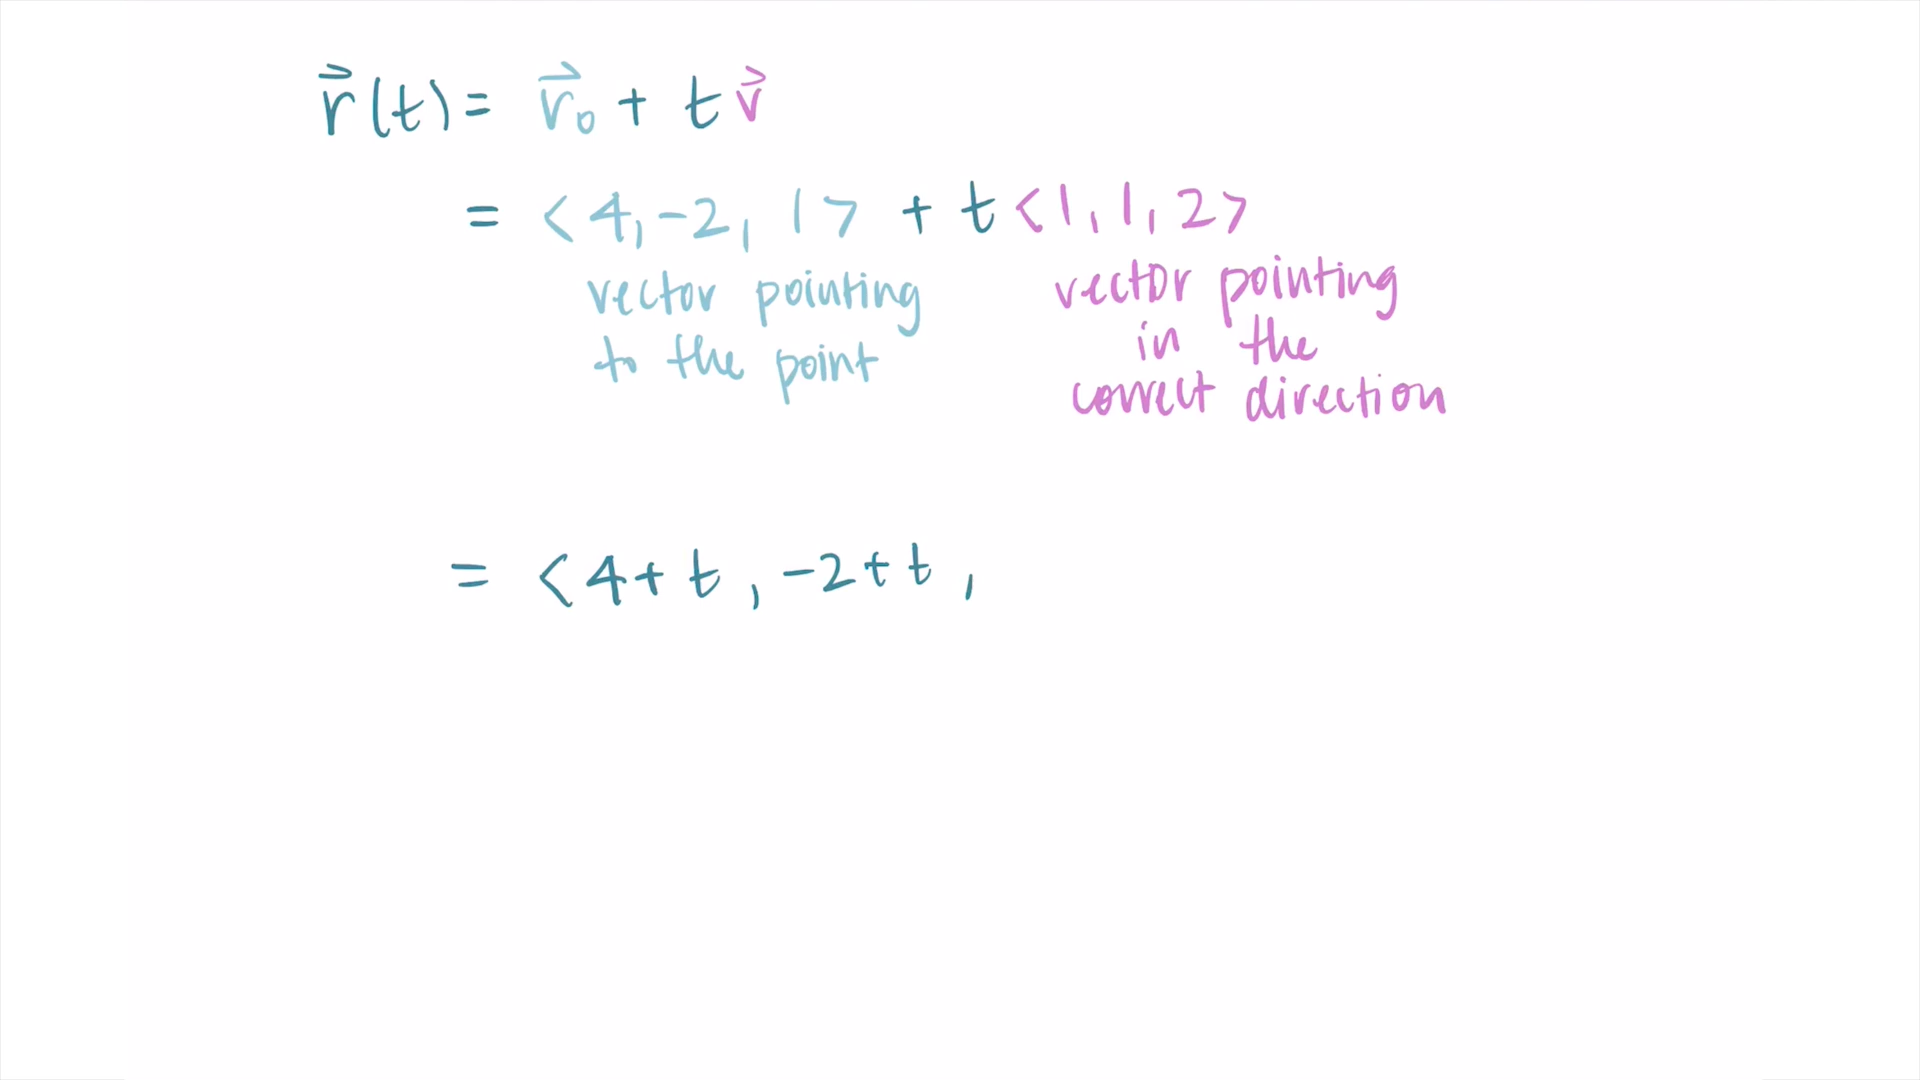 r⃗(t) = r⃗₀ + t v⃗
= <4, -2, 1> + t<1, 1, 2>
vector pointing
to the point
vector pointing
in the
correct direction
= <4+t, -2+t,